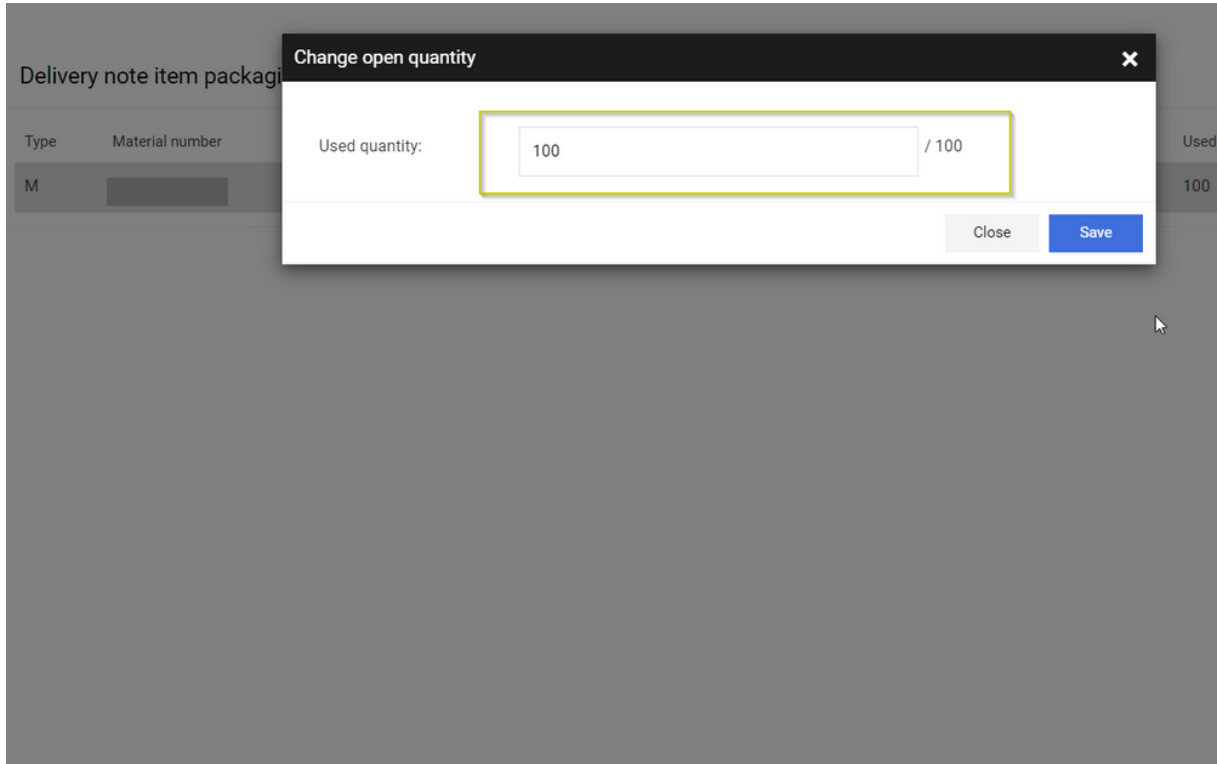 Change open quantity
Delivery note item packagi
Type Material number Used
Used quantity: 100 / 100
M 100
Close Save